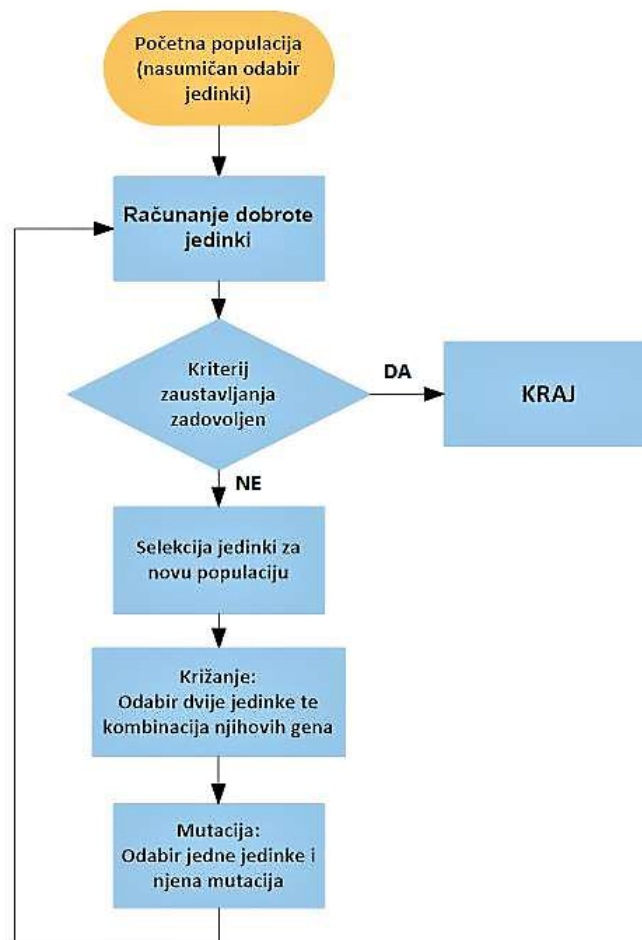 Početna populacija
(nasumičan odabir
jedinki)
Računanje dobrote
jedinki
Kriterij
zaustavljanja
zadovoljen
DA
KRAJ
NE
Selekcija jedinki za
novu populaciju
Križanje:
Odabir dvije jedinke te
kombinacija njihovih gena
Mutacija:
Odabir jedne jedinke i
njena mutacija